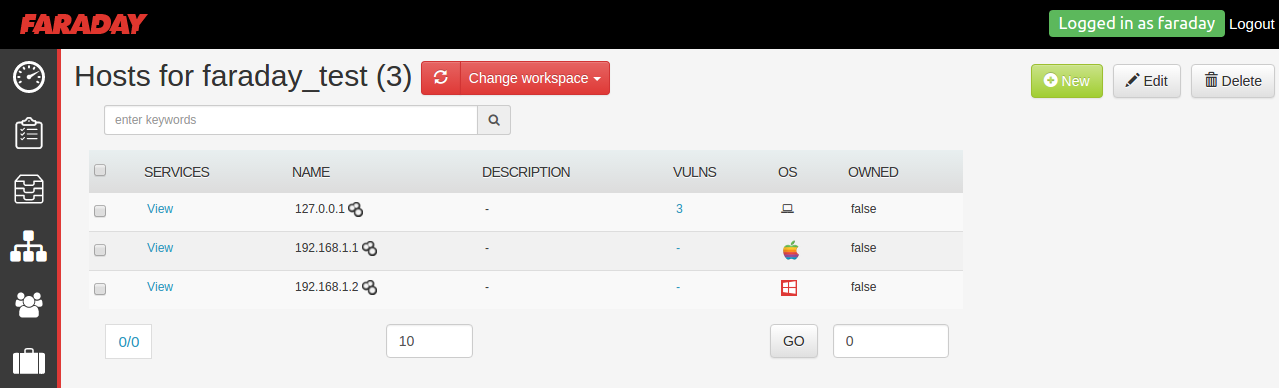 FARADAY
Logged in as faraday Logout
Hosts for faraday_test (3) Change workspace
New Edit Delete
enter keywords
SERVICES NAME DESCRIPTION VULNS OS OWNED
View 127.0.0.1 - 3 false
View 192.168.1.1 - - false
View 192.168.1.2 - - false
0/0 10 GO 0